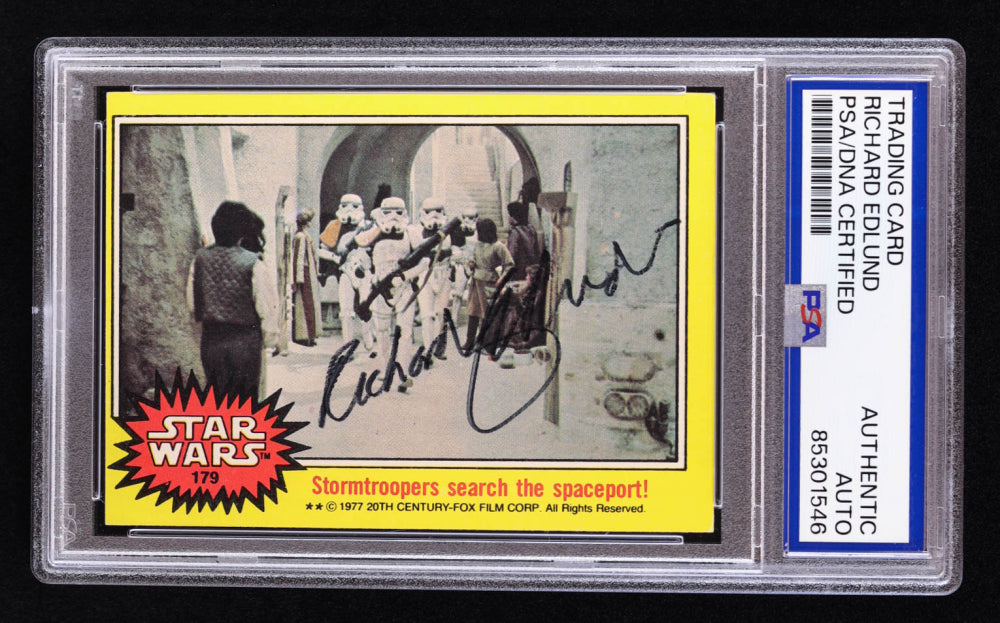 STAR
WARS™
179
Stormtroopers search the spaceport!
★★ © 1977 20TH CENTURY-FOX FILM CORP. All Rights Reserved.
Richard Edlund
TRADING CARD
RICHARD EDLUND
PSA/DNA CERTIFIED
PSA
AUTHENTIC
AUTO
85301546